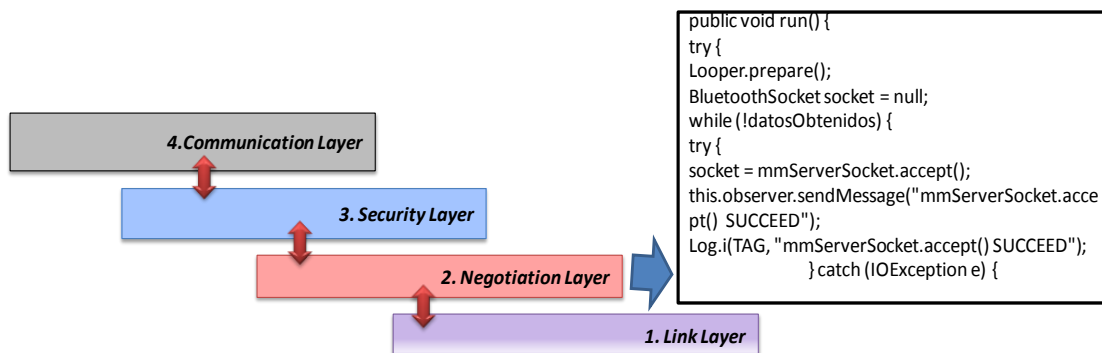 4.Communication Layer
3. Security Layer
2. Negotiation Layer
1. Link Layer
public void run() {
try {
Looper.prepare();
BluetoothSocket socket = null;
while (!datosObtenidos) {
try {
socket = mmServerSocket.accept();
this.observer.sendMessage("mmServerSocket.acce
pt() SUCCEED");
Log.i(TAG, "mmServerSocket.accept() SUCCEED");
} catch (IOException e) {